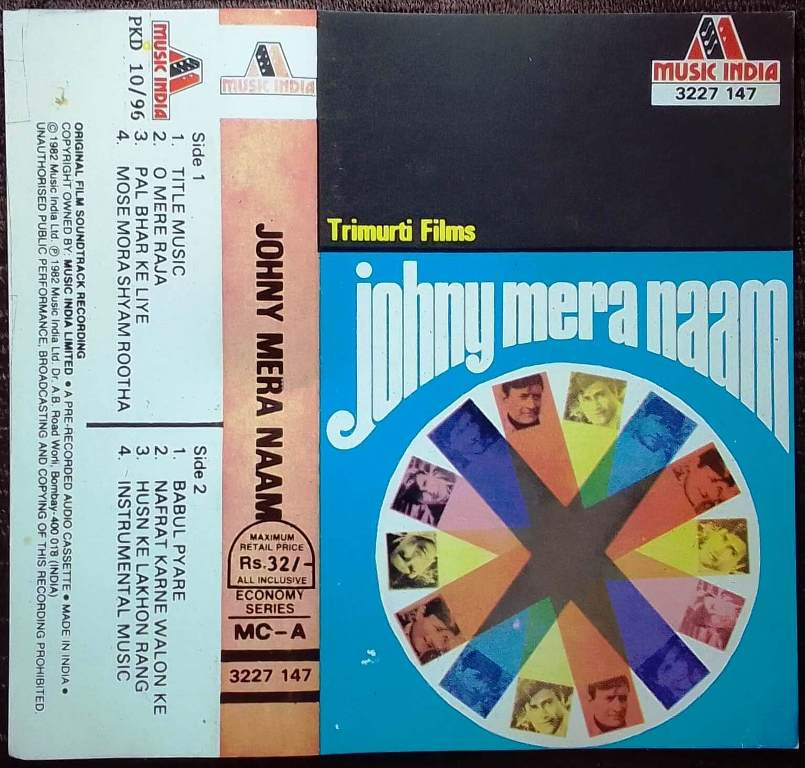 MUSIC INDIA
PKD 10/96
Side 1
1. TITLE MUSIC
2. O MERE RAJA
3. PAL BHAR KE LIYE
4. MOSE MORA SHYAM ROOTHA
Side 2
1. BABUL PYARE
2. NAFRAT KARNE WALON KE
3. HUSN KE LAKHON RANG
4. INSTRUMENTAL MUSIC
ORIGINAL FILM SOUNDTRACK RECORDING
COPYRIGHT OWNED BY: MUSIC INDIA LIMITED ● A PRE-RECORDED AUDIO CASSETTE ● MADE IN INDIA ●
© 1982 Music India Ltd. ℗ 1982 Music India Ltd. Dr. A.B. Road Worli, Bombay-400 018 (INDIA)
UNAUTHORISED PUBLIC PERFORMANCE, BROADCASTING AND COPYING OF THIS RECORDING PROHIBITED.
MUSIC INDIA
JOHNY MERA NAAM
MAXIMUM
RETAIL PRICE
Rs.32/-
ALL INCLUSIVE
ECONOMY
SERIES
MC-A
3227 147
MUSIC INDIA
3227 147
Trimurti Films
johny mera naam